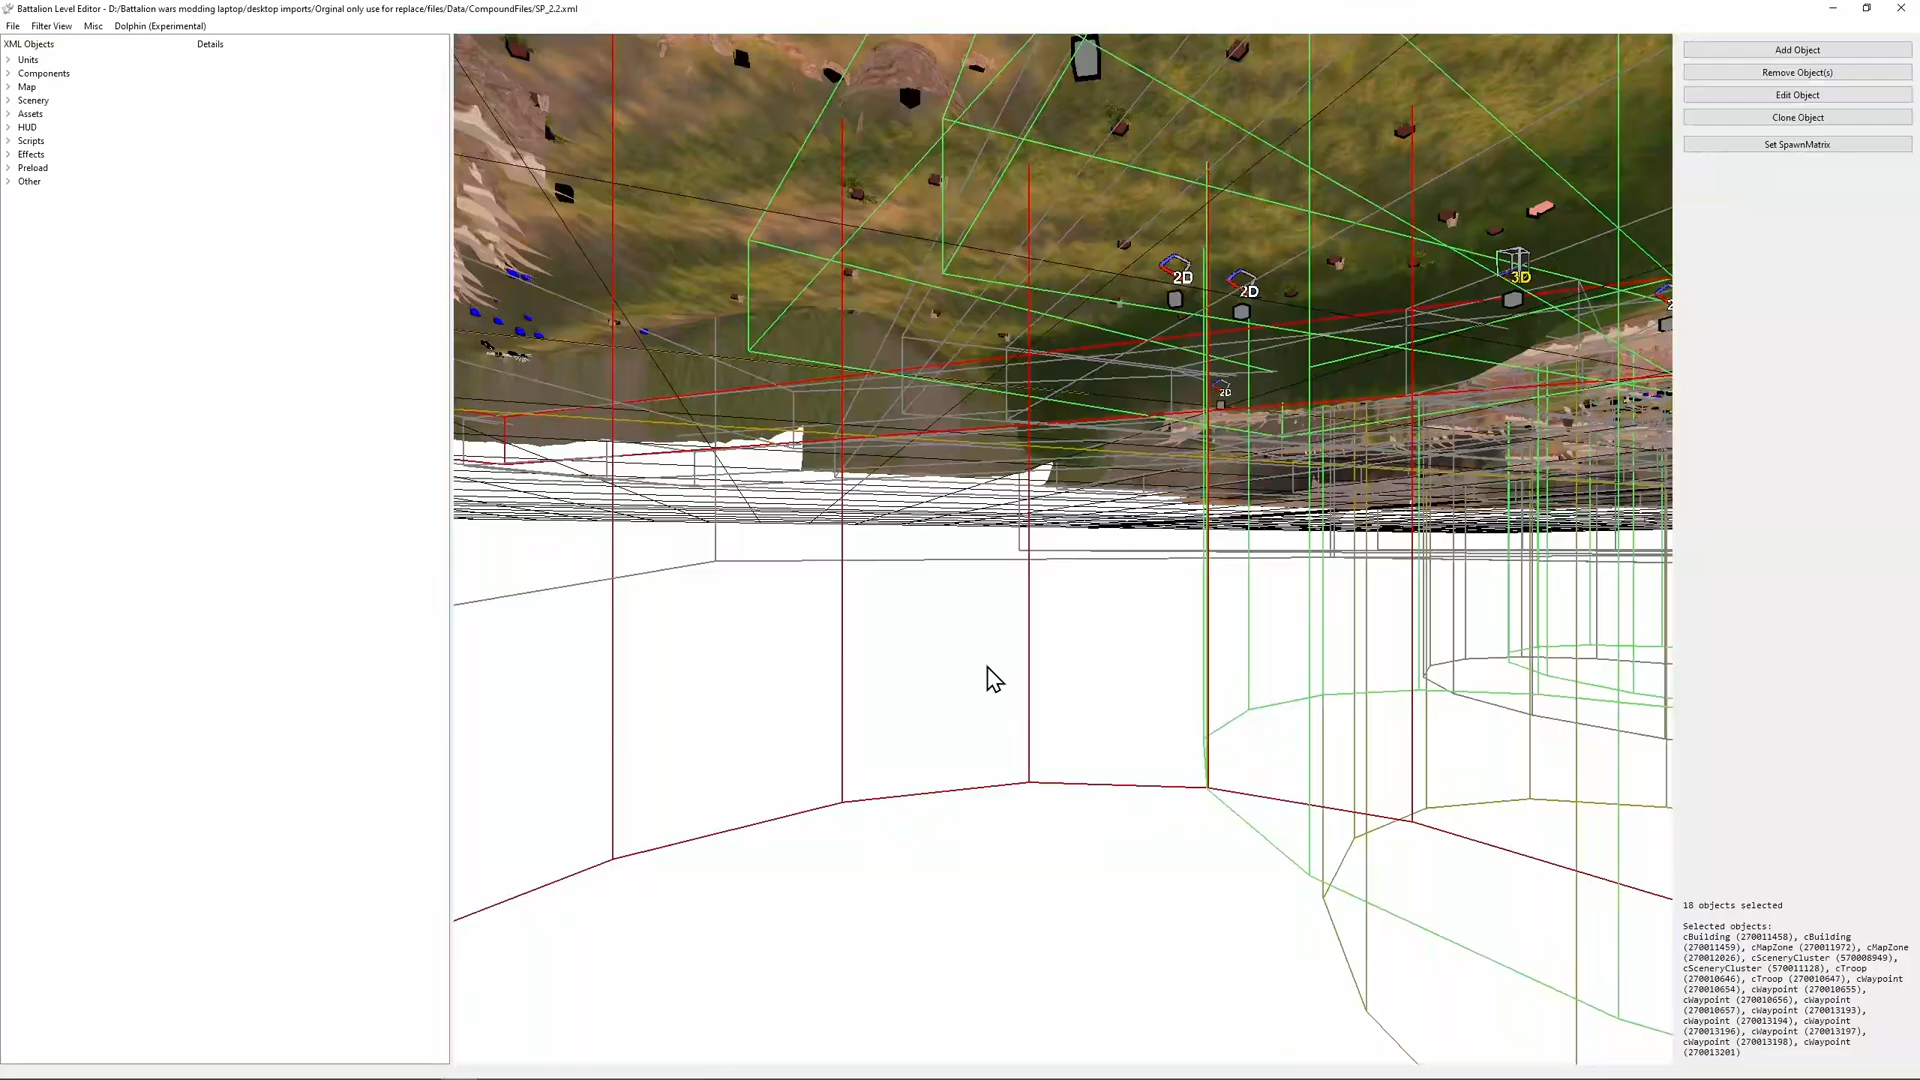 Battalion Level Editor - D:/Battalion wars modding laptop/desktop imports/Orginal only use for replace/files/Data/CompoundFiles/SP_2.2.xml
File Filter View Misc Dolphin (Experimental)
XML Objects Details
Units
Components
Map
Scenery
Assets
HUD
Scripts
Effects
Preload
Other
2D
2D
3D
2D
Add Object
Remove Object(s)
Edit Object
Clone Object
Set SpawnMatrix
18 objects selected
Selected objects:
cBuilding (270011458), cBuilding
(270011459), cMapZone (270011972), cMapZone
(270012026), cSceneryCluster (570008949),
cSceneryCluster (570011128), cTroop
(270010646), cTroop (270010647), cWaypoint
(270010654), cWaypoint (270010655),
cWaypoint (270010656), cWaypoint
(270010657), cWaypoint (270013193),
cWaypoint (270013194), cWaypoint
(270013196), cWaypoint (270013197),
cWaypoint (270013198), cWaypoint
(270013201)